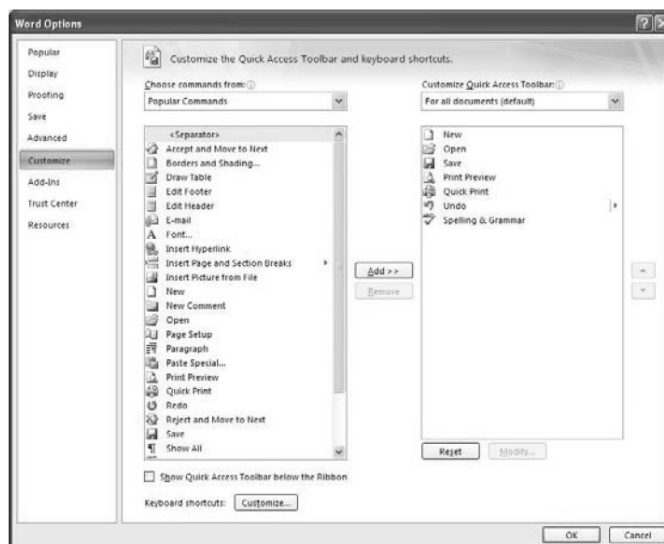 Word Options
Popular
Display
Proofing
Save
Advanced
Customize
Add-Ins
Trust Center
Resources
Customize the Quick Access Toolbar and keyboard shortcuts.
Choose commands from:
Popular Commands
<Separator>
Accept and Move to Next
Borders and Shading...
Draw Table
Edit Footer
Edit Header
E-mail
Font...
Insert Hyperlink
Insert Page and Section Breaks
Insert Picture from File
New
New Comment
Open
Page Setup
Paragraph
Paste Special...
Print Preview
Quick Print
Redo
Reject and Move to Next
Save
Show All
Add >>
Remove
Customize Quick Access Toolbar:
For all documents (default)
New
Open
Save
Print Preview
Quick Print
Undo
Spelling & Grammar
Reset
Modify...
Show Quick Access Toolbar below the Ribbon
Keyboard shortcuts:
Customize...
OK
Cancel